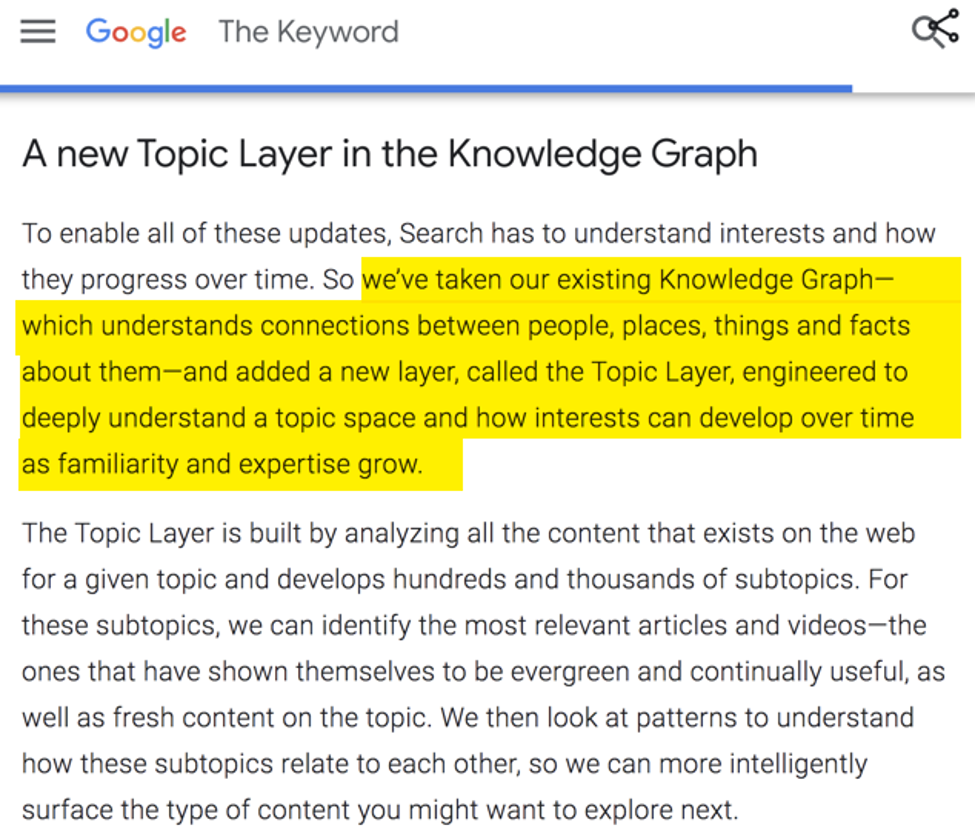 Google The Keyword
A new Topic Layer in the Knowledge Graph
To enable all of these updates, Search has to understand interests and how
they progress over time. So we’ve taken our existing Knowledge Graph—
which understands connections between people, places, things and facts
about them—and added a new layer, called the Topic Layer, engineered to
deeply understand a topic space and how interests can develop over time
as familiarity and expertise grow.
The Topic Layer is built by analyzing all the content that exists on the web
for a given topic and develops hundreds and thousands of subtopics. For
these subtopics, we can identify the most relevant articles and videos—the
ones that have shown themselves to be evergreen and continually useful, as
well as fresh content on the topic. We then look at patterns to understand
how these subtopics relate to each other, so we can more intelligently
surface the type of content you might want to explore next.